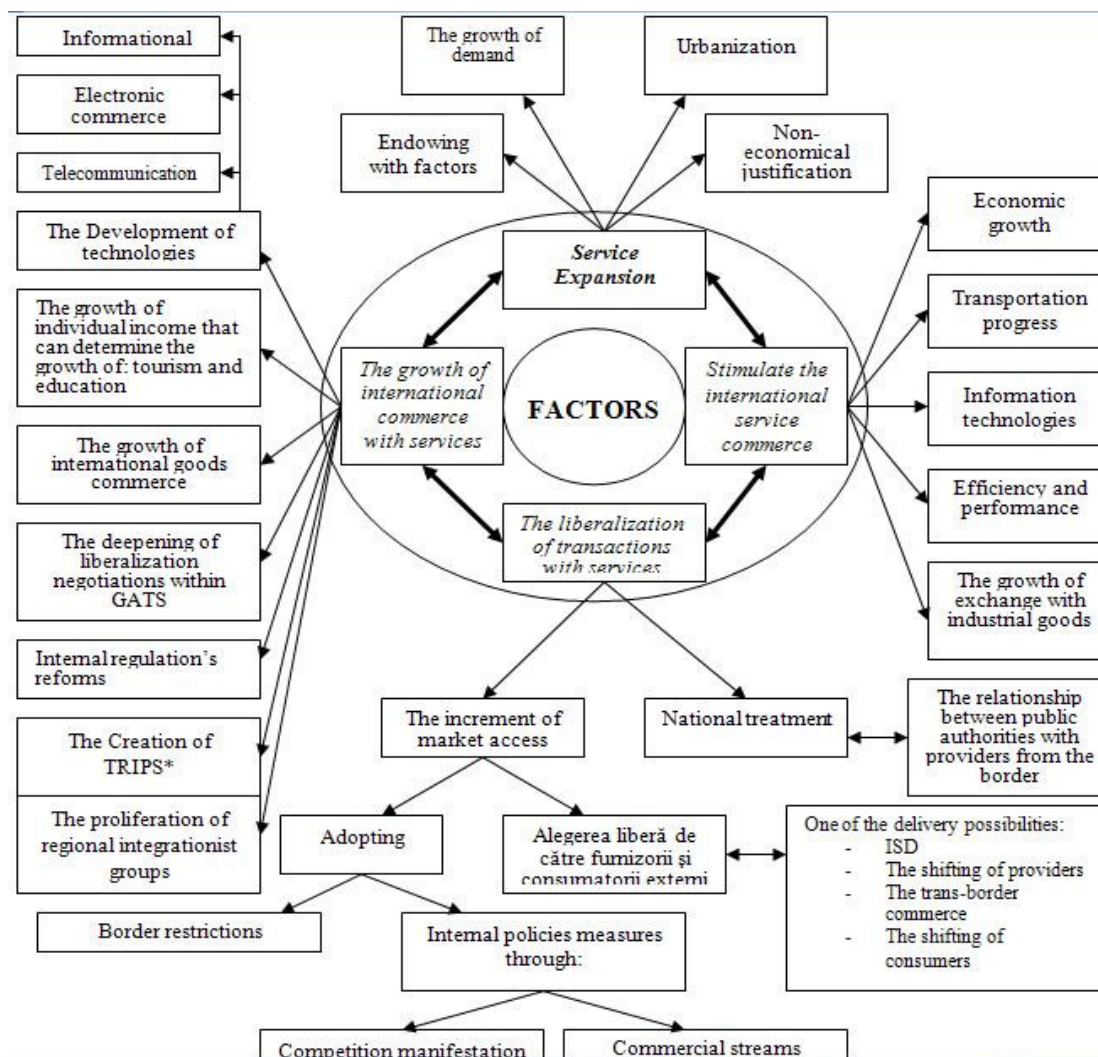 Informational
Electronic
commerce
Telecommunication
The Development of
technologies
The growth of
individual income that
can determine the
growth of: tourism and
education
The growth of
international goods
commerce
The deepening of
liberalization
negotiations within
GATS
Internal regulation's
reforms
The Creation of
TRIPS*
The proliferation of
regional integrationist
groups
The growth of
demand
Urbanization
Endowing
with factors
Non-
economical
justification
Service
Expansion
The growth of
international
commerce
with services
FACTORS
Stimulate the
international
service
commerce
The liberalization
of transactions
with services
Economic
growth
Transportation
progress
Information
technologies
Efficiency and
performance
The growth of
exchange with
industrial goods
The increment of
market access
National treatment
The relationship
between public
authorities with
providers from the
border
Adopting
Alegerea liberă de
către furnizorii şi
consumatorii externi
One of the delivery possibilities:
- ISD
- The shifting of providers
- The trans-border
commerce
- The shifting of
consumers
Border restrictions
Internal policies measures
through:
Competition manifestation
Commercial streams